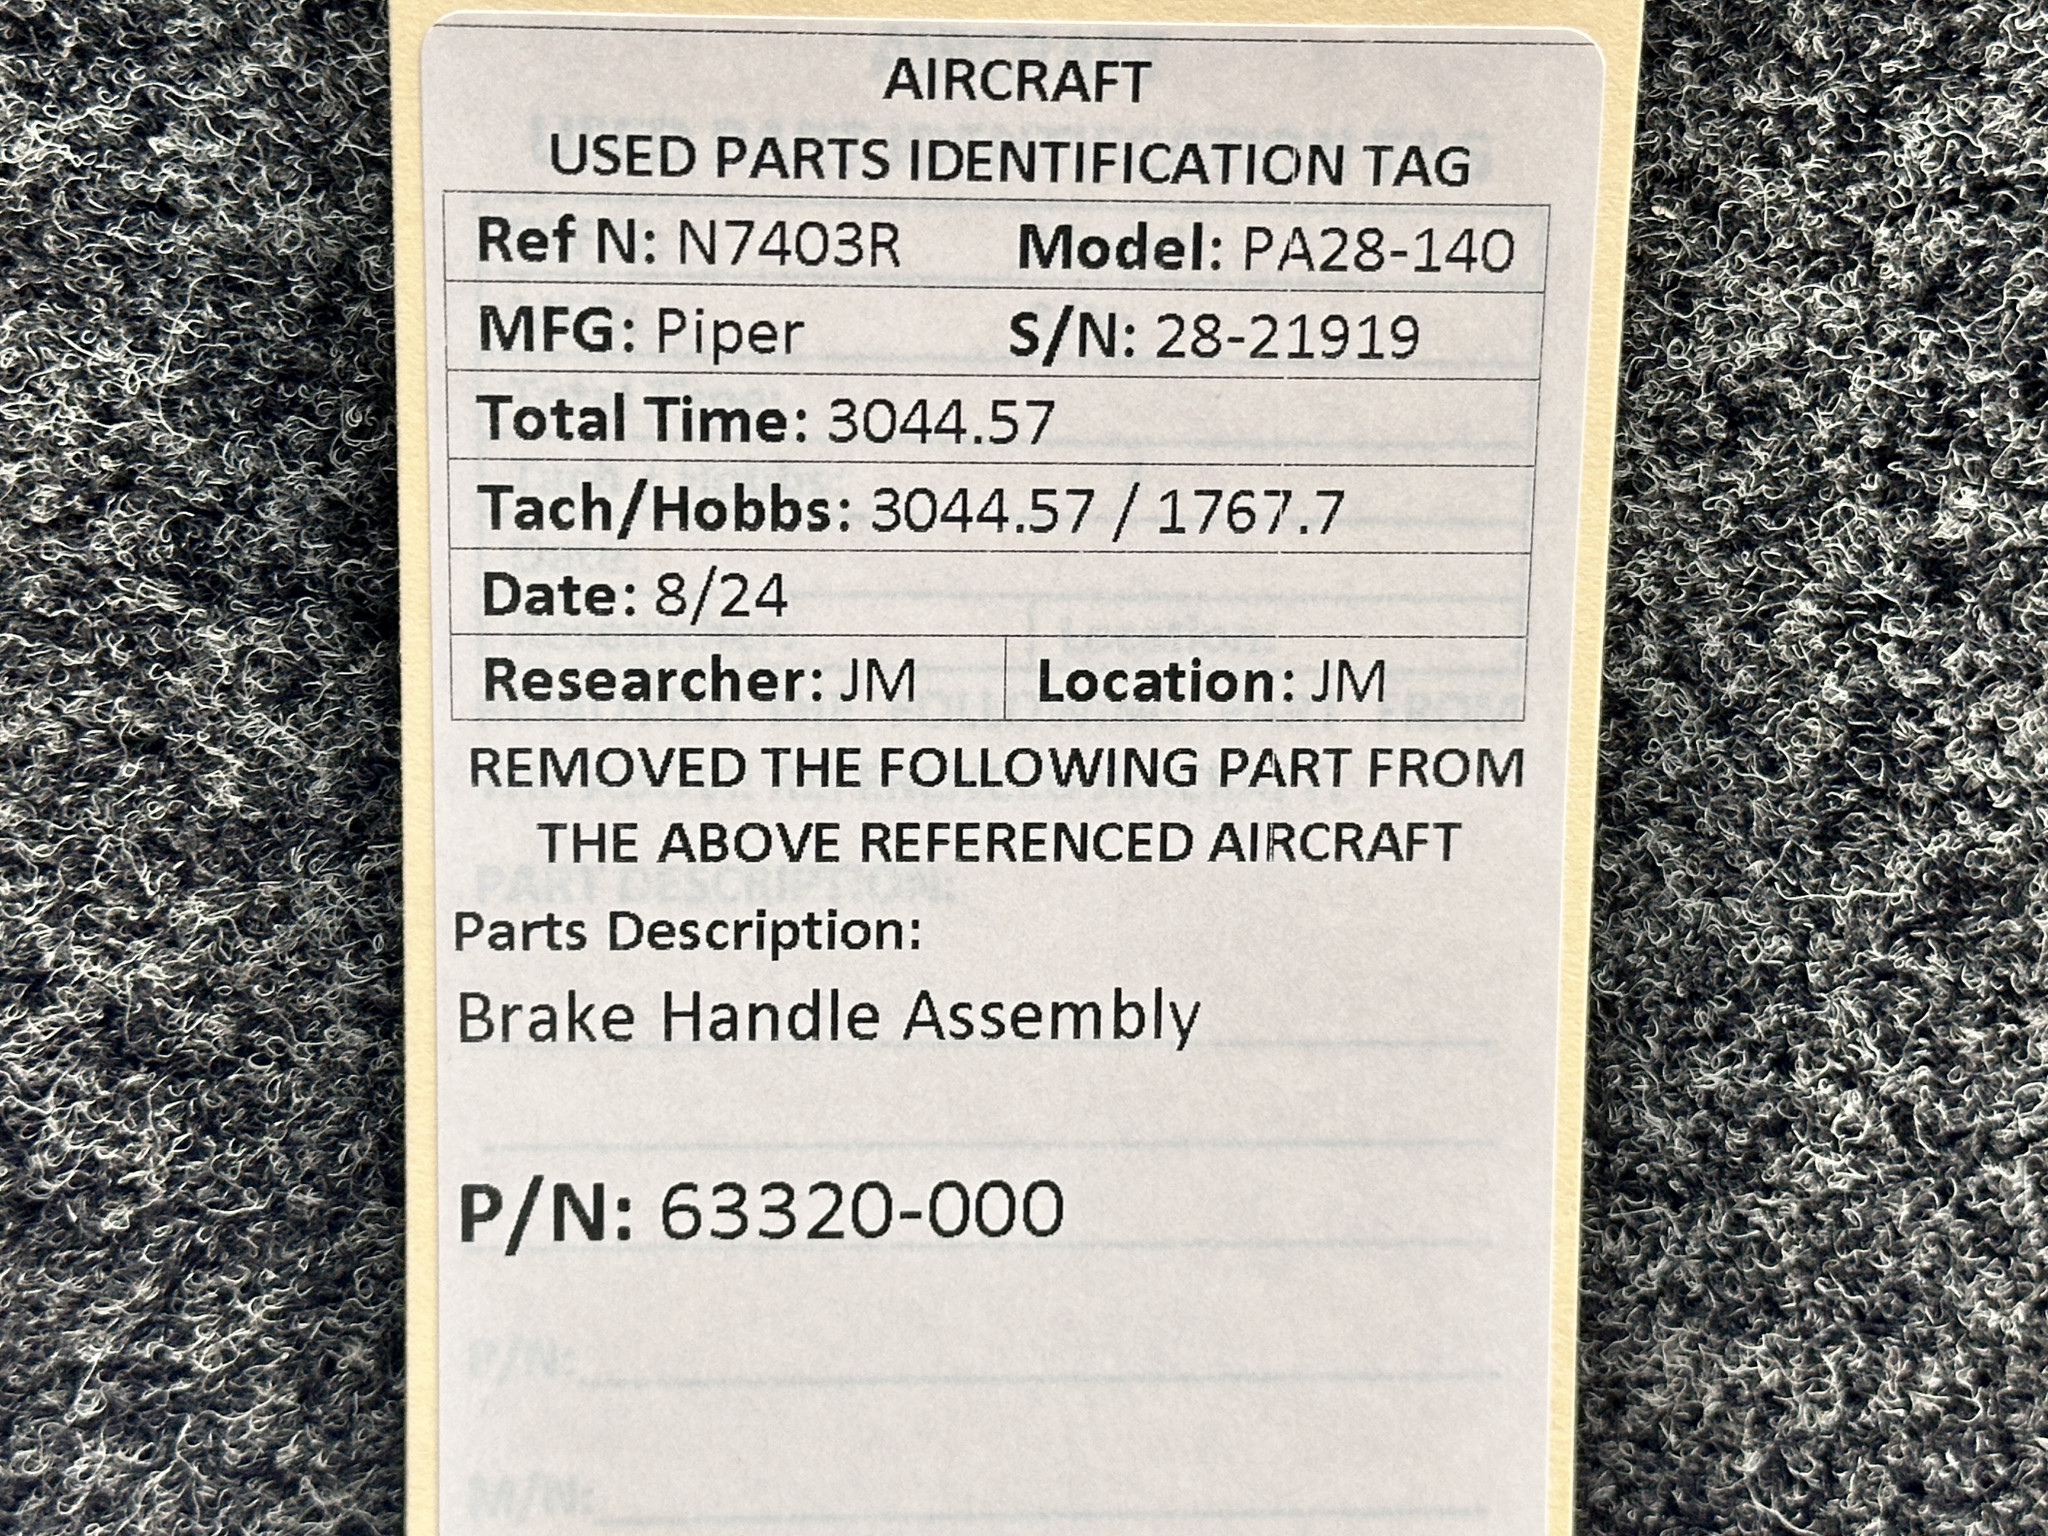 AIRCRAFT
USED PARTS IDENTIFICATION TAG
Ref N: N7403R Model: PA28-140
MFG: Piper S/N: 28-21919
Total Time: 3044.57
Tach/Hobbs: 3044.57 / 1767.7
Date: 8/24
Researcher: JM Location: JM
REMOVED THE FOLLOWING PART FROM
THE ABOVE REFERENCED AIRCRAFT
PART DESCRIPTION:
Parts Description:
Brake Handle Assembly
P/N: 63320-000
P/N:
M/N: